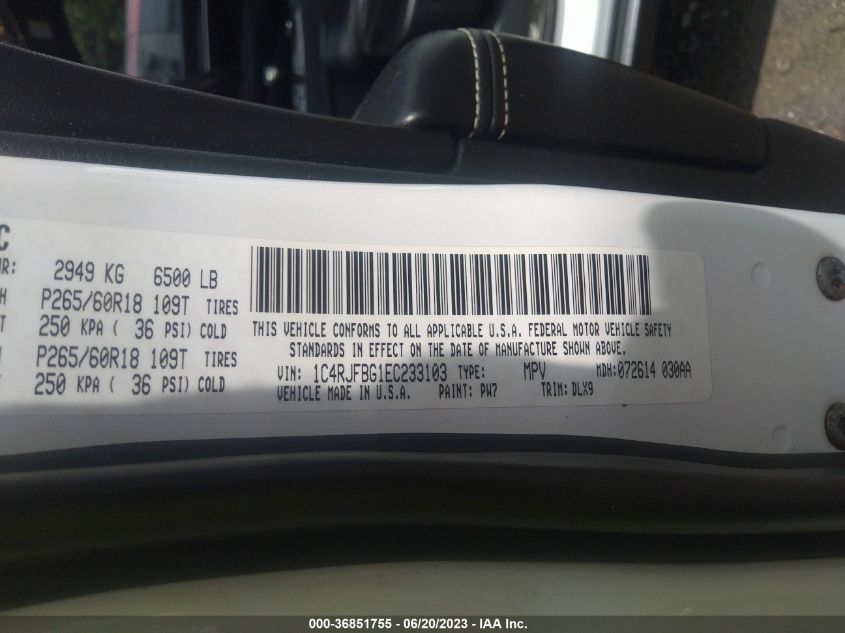 C
R: 2949 KG 6500 LB
H P265/60R18 109T TIRES
T 250 KPA ( 36 PSI) COLD
P265/60R18 109T TIRES
250 KPA ( 36 PSI) COLD
THIS VEHICLE CONFORMS TO ALL APPLICABLE U.S.A. FEDERAL MOTOR VEHICLE SAFETY
STANDARDS IN EFFECT ON THE DATE OF MANUFACTURE SHOWN ABOVE.
VIN: 1C4RJFBG1EC233103 TYPE: MPV MDH: 072614 030AA
VEHICLE MADE IN U.S.A. PAINT: PW7 TRIM: DLX9
000-36851755 - 06/20/2023 - IAA Inc.